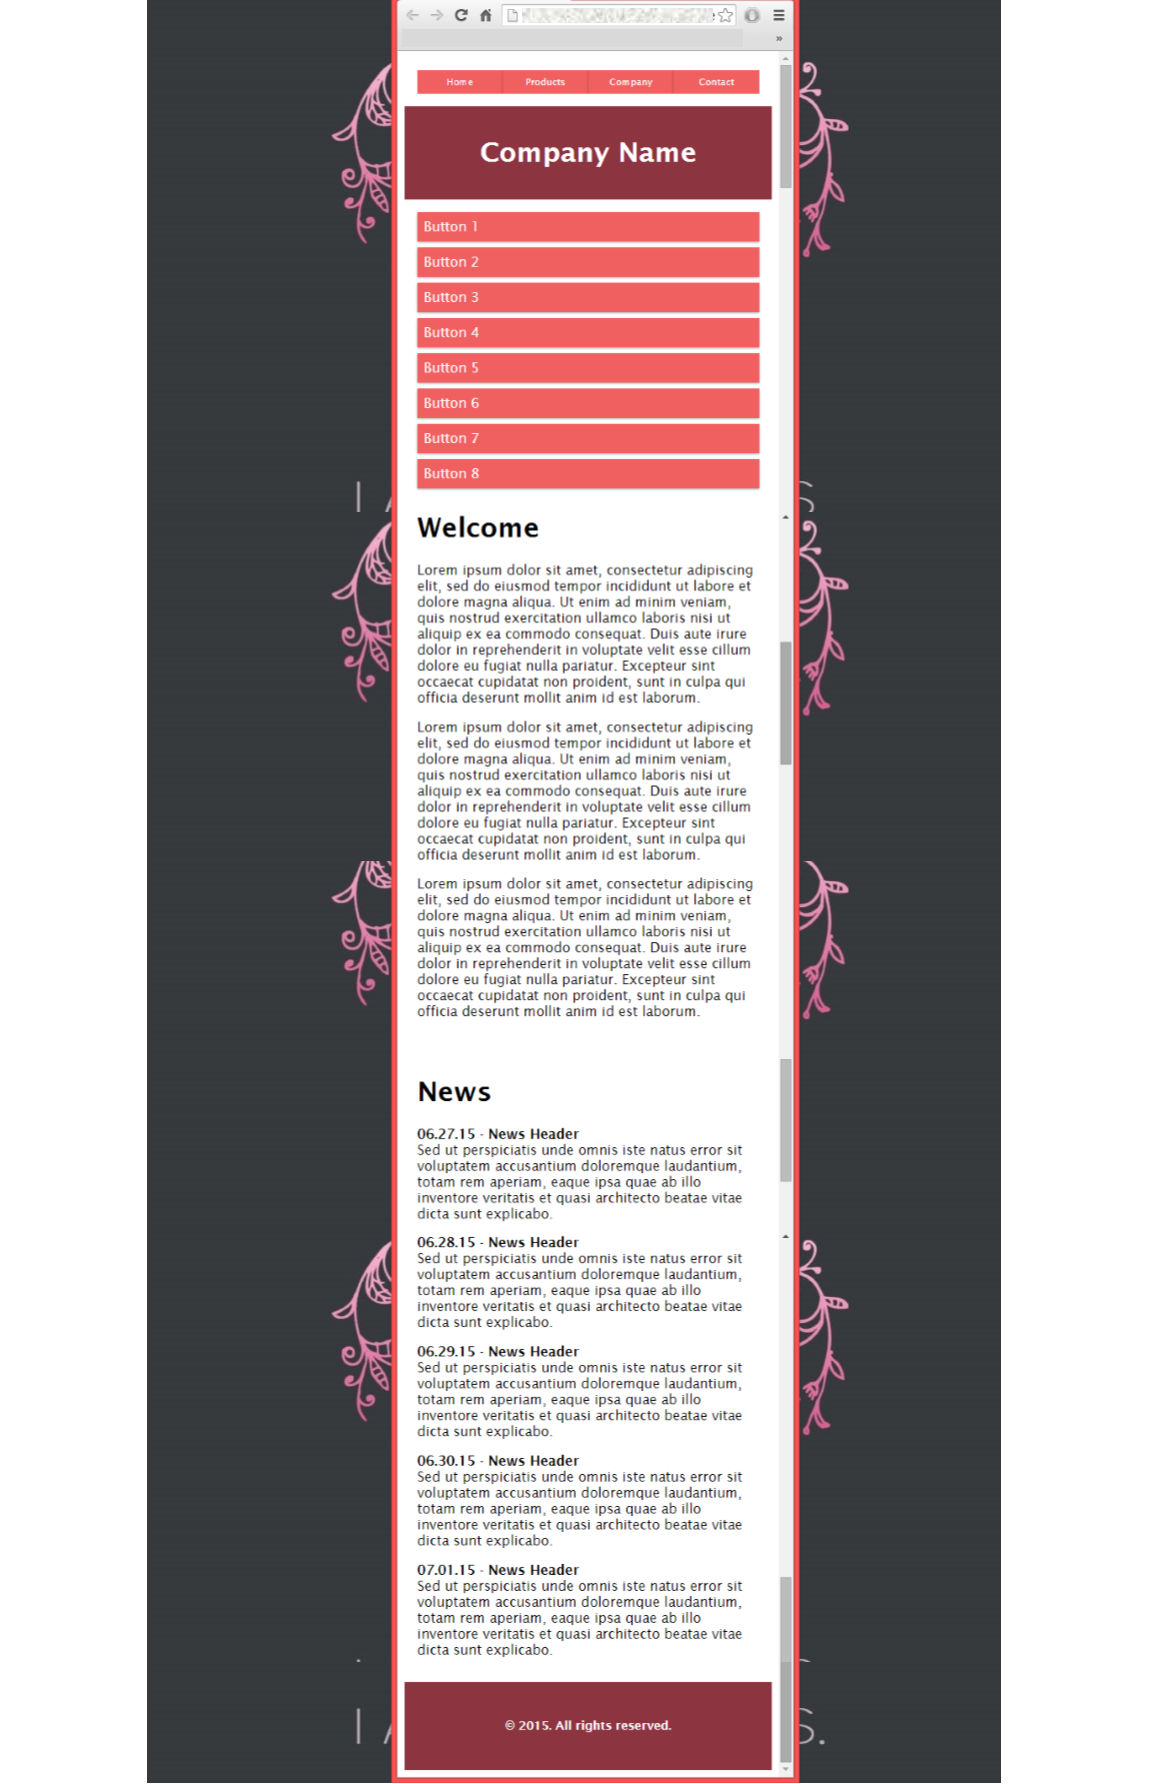 Home Products Company Contact
Company Name
Button 1
Button 2
Button 3
Button 4
Button 5
Button 6
Button 7
Button 8
Welcome
Lorem ipsum dolor sit amet, consectetur adipiscing
elit, sed do eiusmod tempor incididunt ut labore et
dolore magna aliqua. Ut enim ad minim veniam,
quis nostrud exercitation ullamco laboris nisi ut
aliquip ex ea commodo consequat. Duis aute irure
dolor in reprehenderit in voluptate velit esse cillum
dolore eu fugiat nulla pariatur. Excepteur sint
occaecat cupidatat non proident, sunt in culpa qui
officia deserunt mollit anim id est laborum.
Lorem ipsum dolor sit amet, consectetur adipiscing
elit, sed do eiusmod tempor incididunt ut labore et
dolore magna aliqua. Ut enim ad minim veniam,
quis nostrud exercitation ullamco laboris nisi ut
aliquip ex ea commodo consequat. Duis aute irure
dolor in reprehenderit in voluptate velit esse cillum
dolore eu fugiat nulla pariatur. Excepteur sint
occaecat cupidatat non proident, sunt in culpa qui
officia deserunt mollit anim id est laborum.
Lorem ipsum dolor sit amet, consectetur adipiscing
elit, sed do eiusmod tempor incididunt ut labore et
dolore magna aliqua. Ut enim ad minim veniam,
quis nostrud exercitation ullamco laboris nisi ut
aliquip ex ea commodo consequat. Duis aute irure
dolor in reprehenderit in voluptate velit esse cillum
dolore eu fugiat nulla pariatur. Excepteur sint
occaecat cupidatat non proident, sunt in culpa qui
officia deserunt mollit anim id est laborum.
News
06.27.15 - News Header
Sed ut perspiciatis unde omnis iste natus error sit
voluptatem accusantium doloremque laudantium,
totam rem aperiam, eaque ipsa quae ab illo
inventore veritatis et quasi architecto beatae vitae
dicta sunt explicabo.
06.28.15 - News Header
Sed ut perspiciatis unde omnis iste natus error sit
voluptatem accusantium doloremque laudantium,
totam rem aperiam, eaque ipsa quae ab illo
inventore veritatis et quasi architecto beatae vitae
dicta sunt explicabo.
06.29.15 - News Header
Sed ut perspiciatis unde omnis iste natus error sit
voluptatem accusantium doloremque laudantium,
totam rem aperiam, eaque ipsa quae ab illo
inventore veritatis et quasi architecto beatae vitae
dicta sunt explicabo.
06.30.15 - News Header
Sed ut perspiciatis unde omnis iste natus error sit
voluptatem accusantium doloremque laudantium,
totam rem aperiam, eaque ipsa quae ab illo
inventore veritatis et quasi architecto beatae vitae
dicta sunt explicabo.
07.01.15 - News Header
Sed ut perspiciatis unde omnis iste natus error sit
voluptatem accusantium doloremque laudantium,
totam rem aperiam, eaque ipsa quae ab illo
inventore veritatis et quasi architecto beatae vitae
dicta sunt explicabo.
© 2015. All rights reserved.